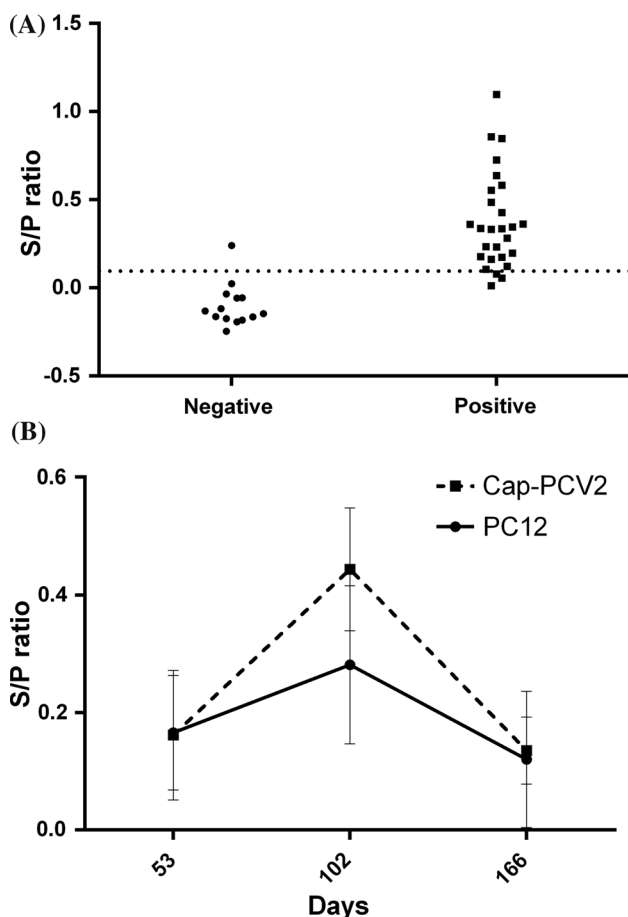 (A)
1.5
1.0
0.5
0.0
-0.5
S/P ratio
Negative Positive
(B)
0.6
0.4
0.2
0.0
S/P ratio
Cap-PCV2
PC12
53 102 166
Days